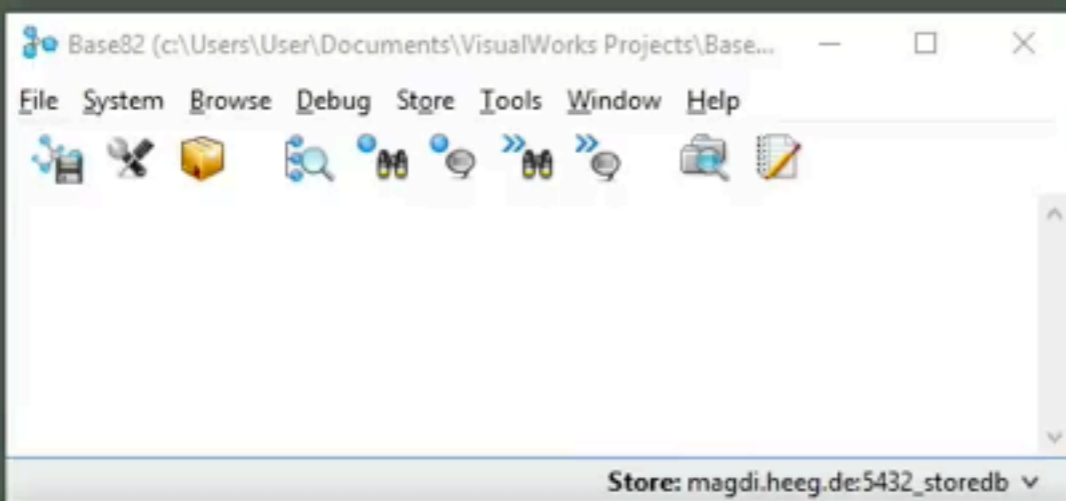 Base82 (c:\Users\User\Documents\VisualWorks Projects\Base...
File System Browse Debug Store Tools Window Help
Store: magdi.heeg.de:5432_storedb